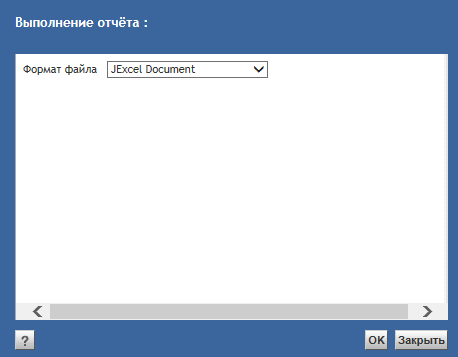 Выполнение отчёта :
Формат файла JExcel Document
? OK Закрыть